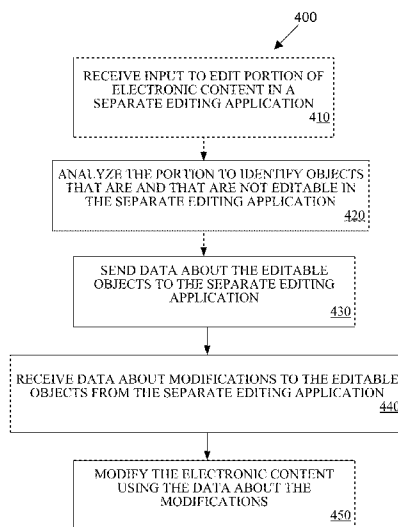 400
RECEIVE INPUT TO EDIT PORTION OF
ELECTRONIC CONTENT IN A
SEPARATE EDITING APPLICATION
410
ANALYZE THE PORTION TO IDENTIFY OBJECTS
THAT ARE AND THAT ARE NOT EDITABLE IN
THE SEPARATE EDITING APPLICATION
420
SEND DATA ABOUT THE EDITABLE
OBJECTS TO THE SEPARATE EDITING
APPLICATION
430
RECEIVE DATA ABOUT MODIFICATIONS TO THE EDITABLE
OBJECTS FROM THE SEPARATE EDITING APPLICATION
440
MODIFY THE ELECTRONIC CONTENT
USING THE DATA ABOUT THE
MODIFICATIONS
450